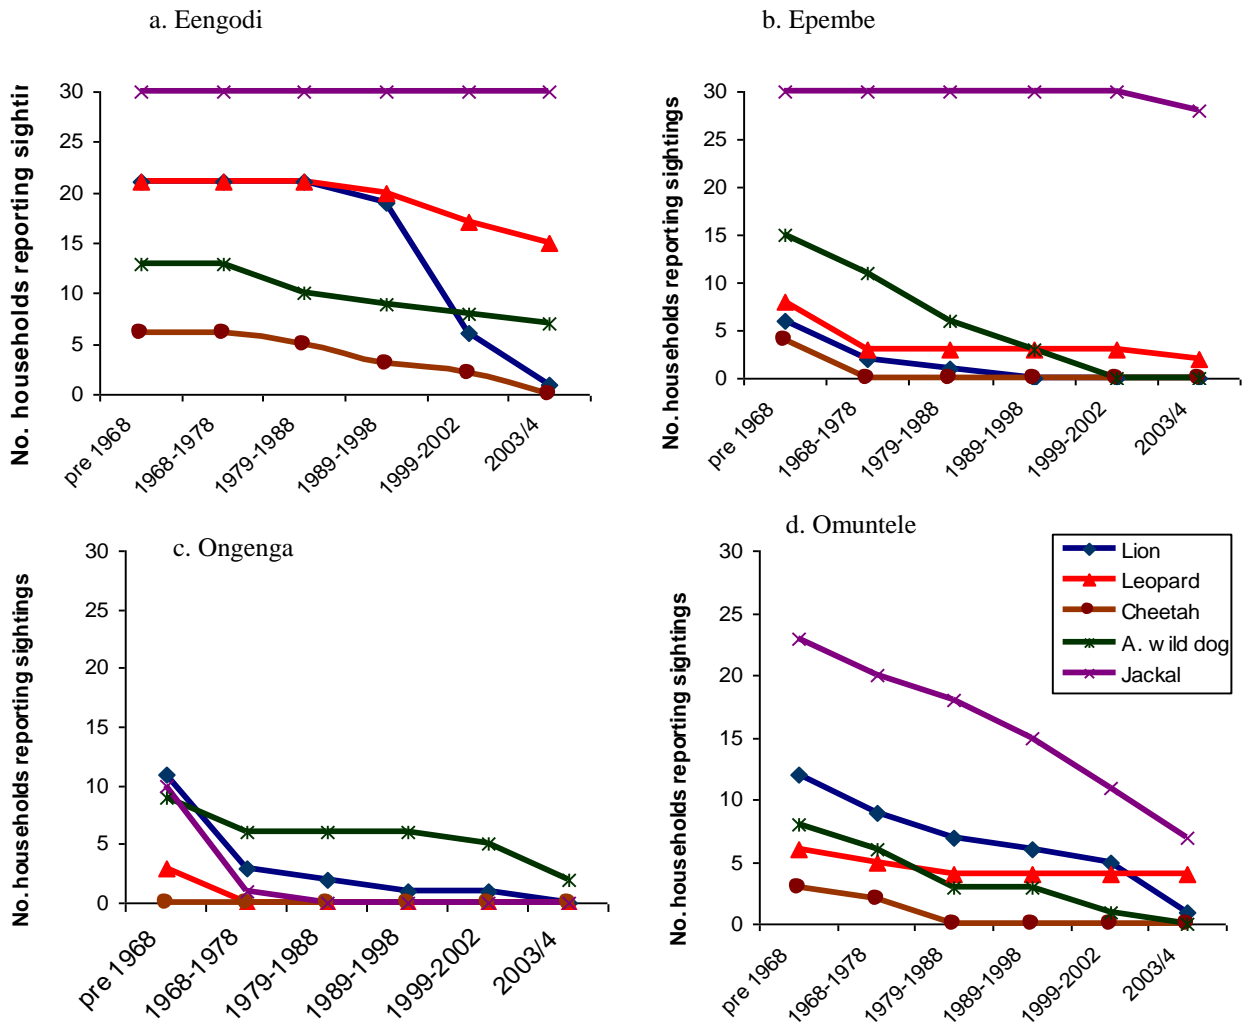 a. Eengodi
No. households reporting sightir
30
25
20
15
10
5
0
pre 1968
1968-1978
1979-1988
1989-1998
1999-2002
2003/4
b. Epembe
No. households reporting sightings
30
25
20
15
10
5
0
pre 1968
1968-1978
1979-1988
1989-1998
1999-2002
2003/4
c. Ongenga
No. households reporting sightings
30
25
20
15
10
5
0
pre 1968
1968-1978
1979-1988
1989-1998
1999-2002
2003/4
d. Omuntele
No. households reporting sightings
30
25
20
15
10
5
0
pre 1968
1968-1978
1979-1988
1989-1998
1999-2002
2003/4
Lion
Leopard
Cheetah
A. wild dog
Jackal